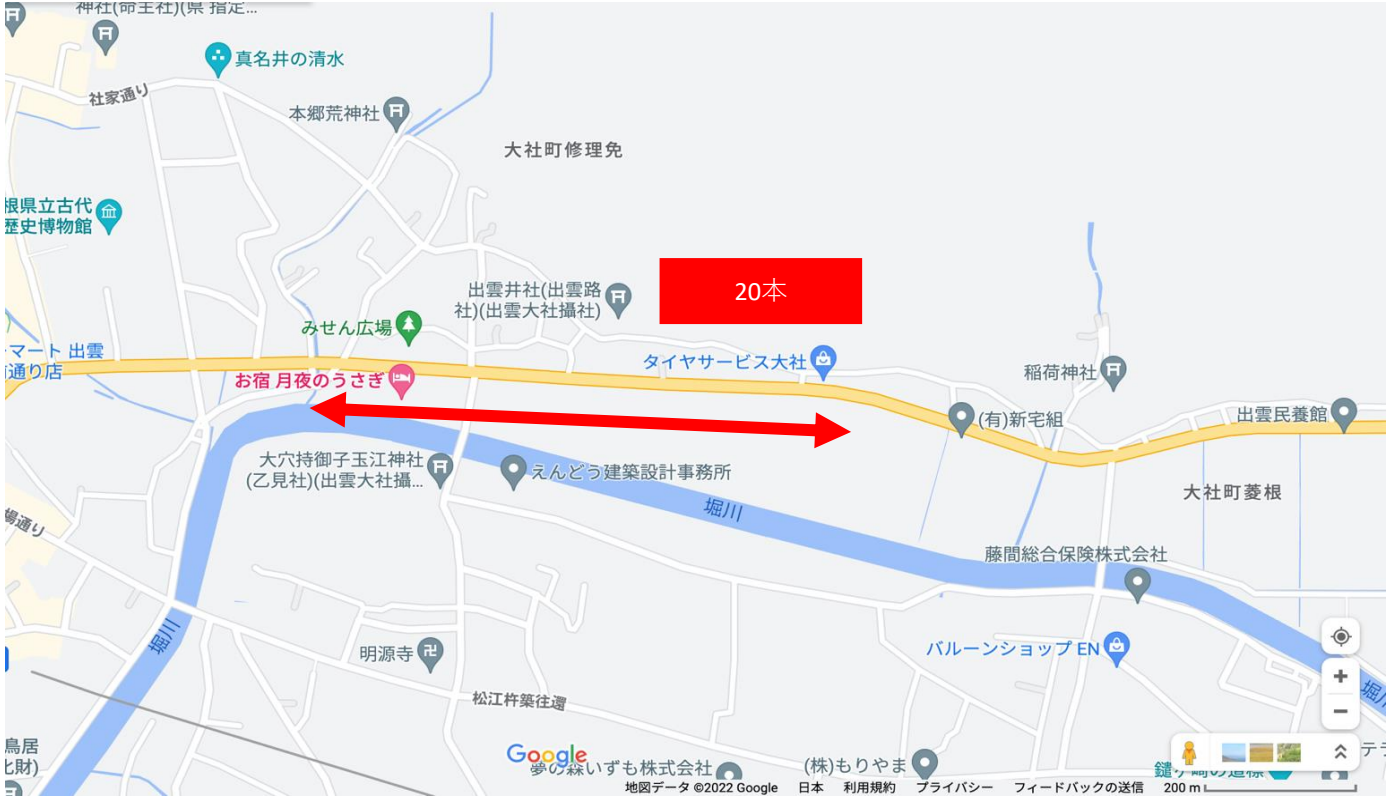 神社(命主社)(県 指定...
真名井の清水
社家通り
本郷荒神社
大社町修理免
根県立古代
歴史博物館
出雲井社(出雲路
社)(出雲大社攝社)
20本
みせん広場
マート 出雲
通り店
タイヤサービス大社
お宿 月夜のうさぎ
稲荷神社
(有)新宅組
出雲民養館
大穴持御子玉江神社
(乙見社)(出雲大社攝...
えんどう建築設計事務所
大社町菱根
堀川
場通り
藤間総合保険株式会社
堀川
明源寺
バルーンショップ EN
堀川
松江杵築往還
鳥居
Google
夢の森いずも株式会社
(株)もりやま
地図データ ©2022 Google 日本 利用規約 プライバシー フィードバックの送信 200 m